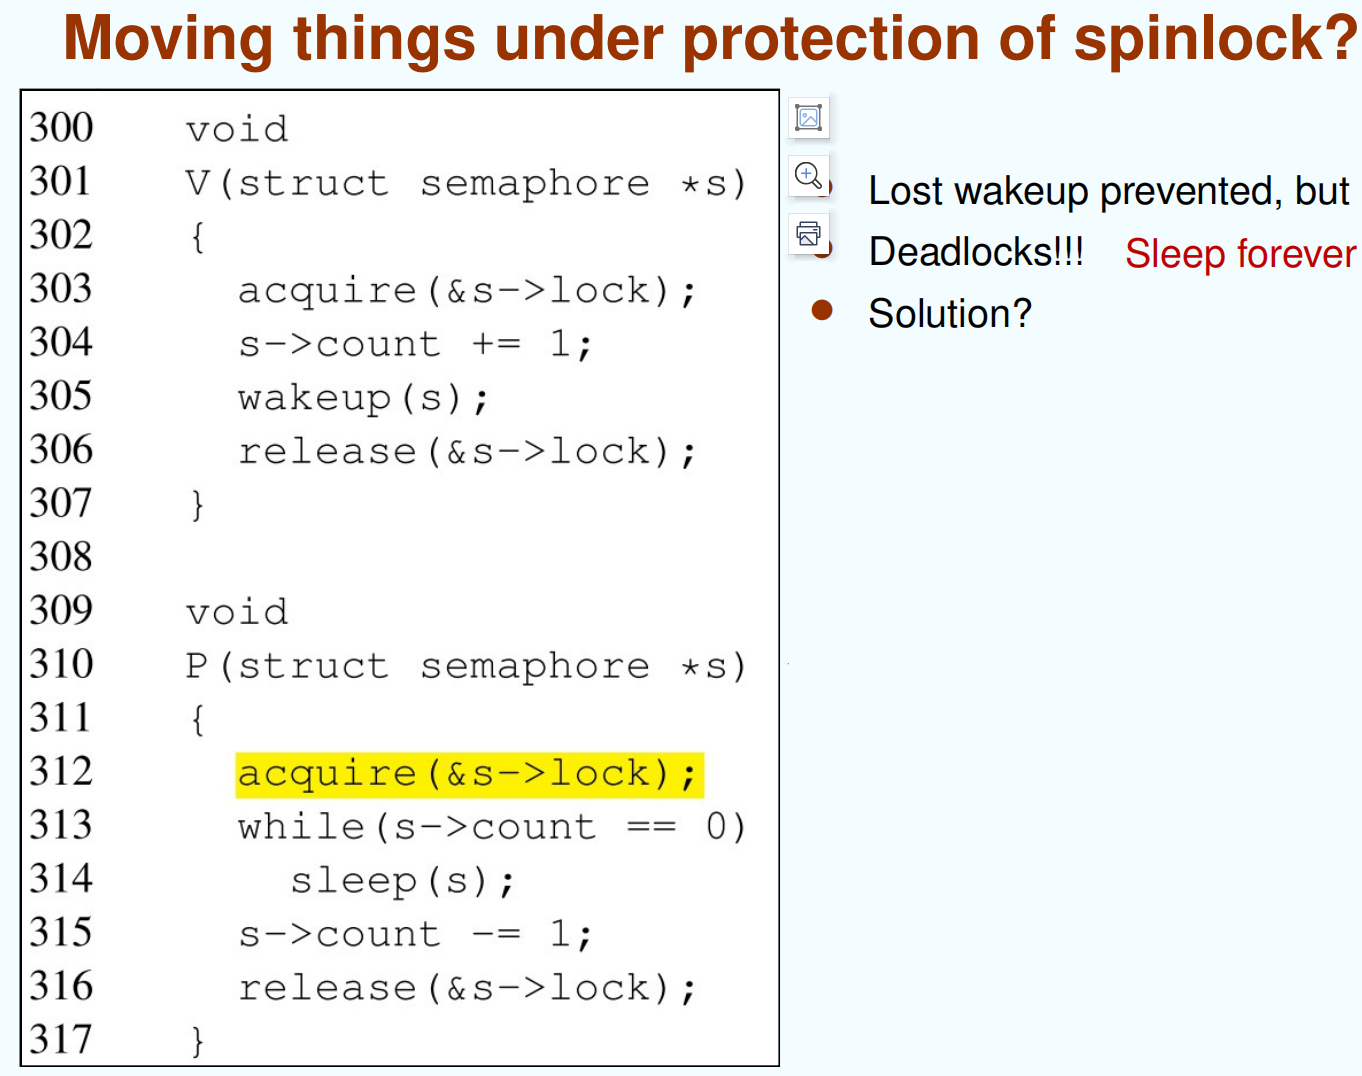 Moving things under protection of spinlock?
300 void
301 V(struct semaphore *s)
302 {
303 acquire(&s->lock);
304 s->count += 1;
305 wakeup(s);
306 release(&s->lock);
307 }
308
309 void
310 P(struct semaphore *s)
311 {
312 acquire(&s->lock);
313 while(s->count == 0)
314 sleep(s);
315 s->count -= 1;
316 release(&s->lock);
317 }
Lost wakeup prevented, but
Deadlocks!!! Sleep forever
Solution?